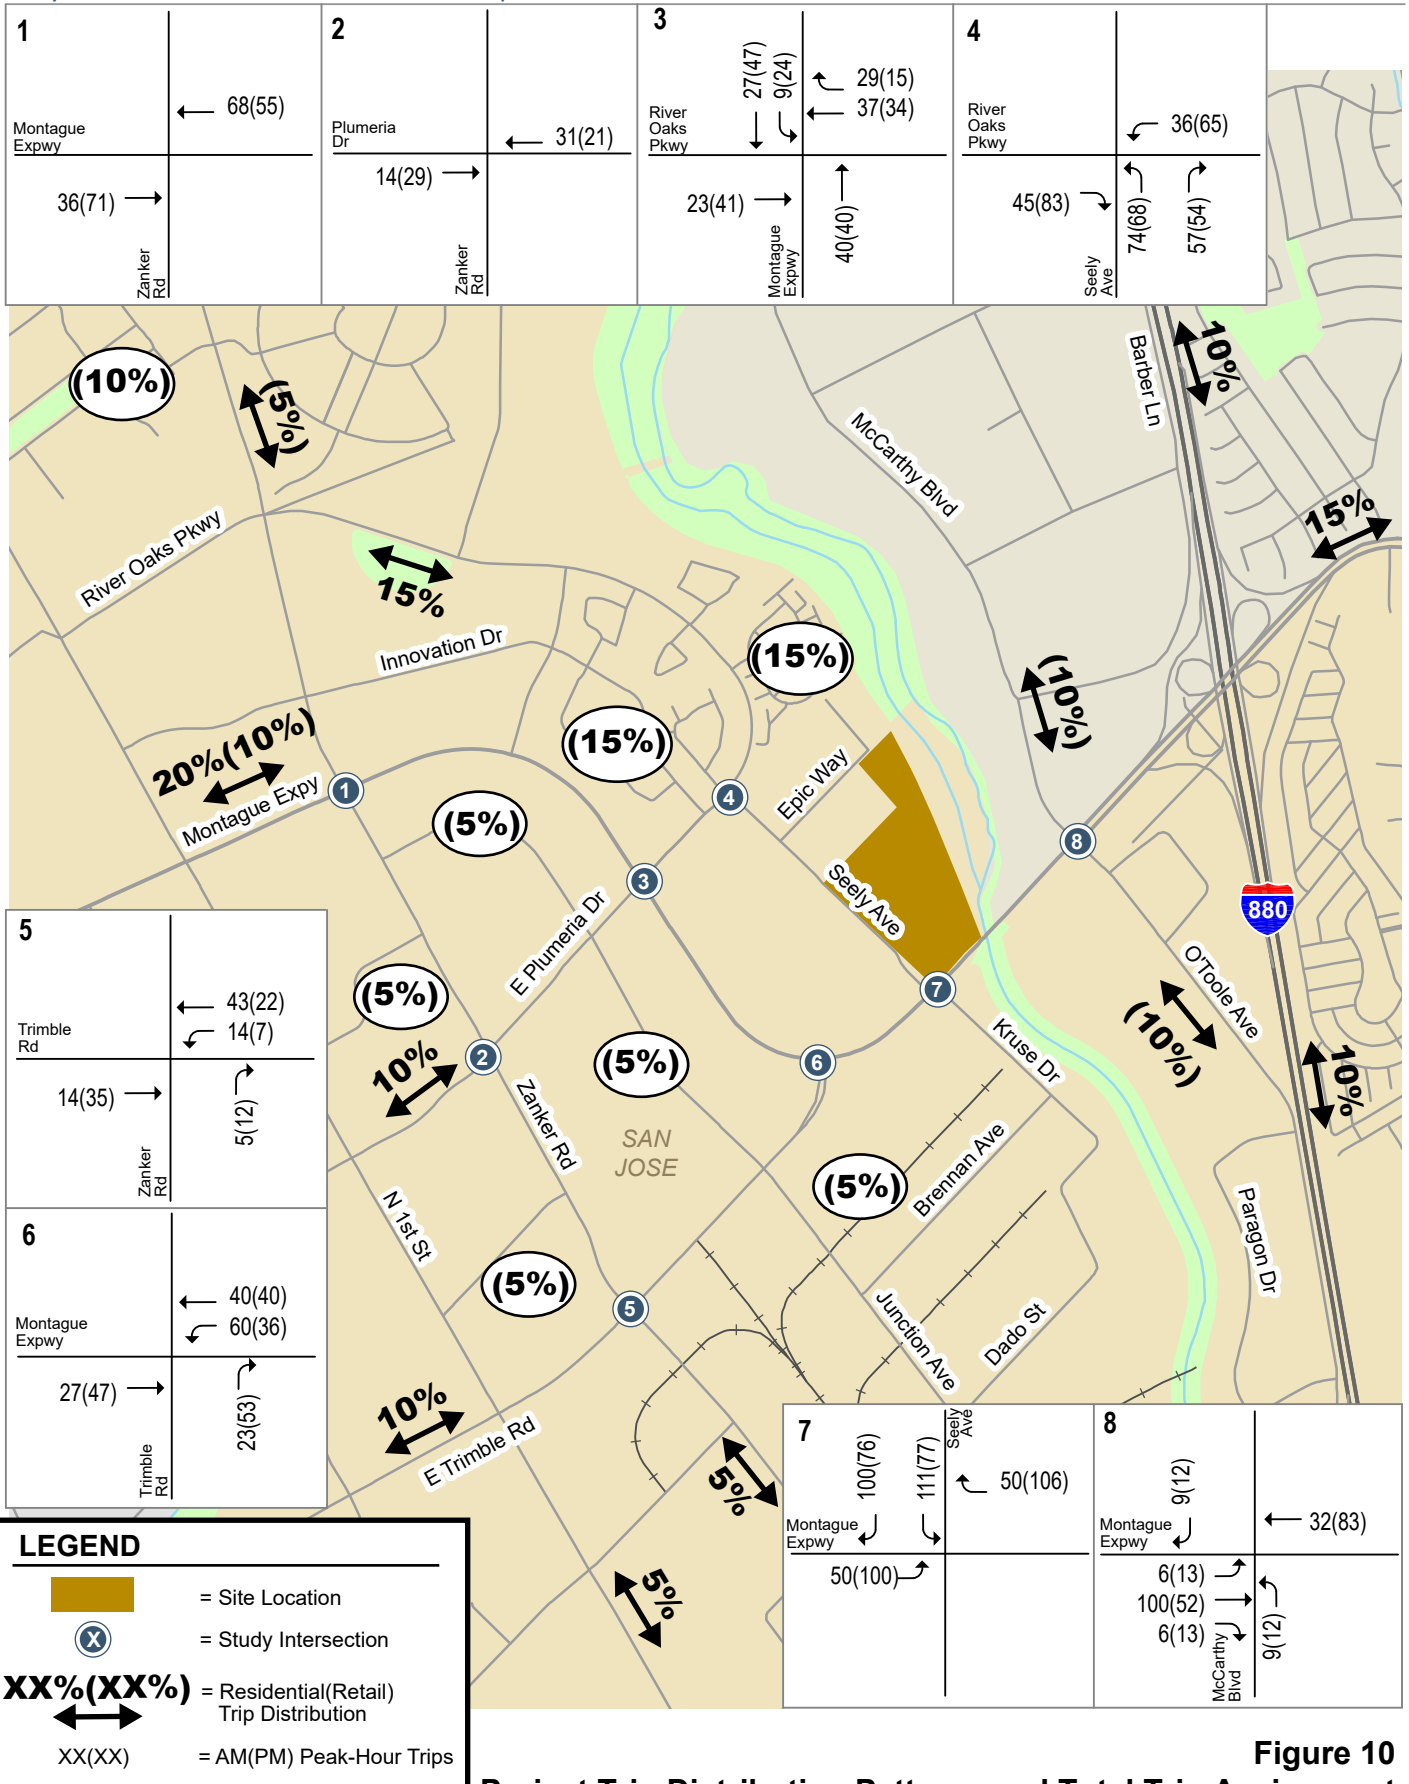 1
68(55)
Montague
Expwy
36(71)
Zanker
Rd
2
Plumeria
Dr
31(21)
14(29)
Zanker
Rd
3
27(47)
9(24)
29(15)
37(34)
River
Oaks
Pkwy
23(41)
40(40)
Montague
Expwy
4
River
Oaks
Pkwy
36(65)
45(83)
74(68)
57(54)
Seely
Ave
(10%)
(5%)
Barber Ln
10%
McCarthy Blvd
15%
River Oaks Pkwy
15%
Innovation Dr
(15%)
(10%)
20%(10%)
Montague Expy
1
(15%)
4
Epic Way
(5%)
3
Seely Ave
8
880
E Plumeria Dr
7
O'Toole Ave
(5%)
10%
2
(5%)
6
Kruse Dr
(10%)
10%
Zanker Rd
SAN
JOSE
Brennan Ave
(5%)
N 1st St
Paragon Dr
(5%)
5
Junction Ave
Dado St
10%
E Trimble Rd
5%
5%
5
43(22)
14(7)
Trimble
Rd
14(35)
5(12)
Zanker
Rd
6
40(40)
60(36)
Montague
Expwy
27(47)
23(53)
Trimble
Rd
7
100(76)
111(77)
Seely
Ave
50(106)
Montague
Expwy
50(100)
8
9(12)
32(83)
Montague
Expwy
6(13)
100(52)
6(13)
9(12)
McCarthy
Blvd
LEGEND
= Site Location
X
= Study Intersection
XX%(XX%)
= Residential(Retail)
Trip Distribution
XX(XX)
= AM(PM) Peak-Hour Trips
Figure 10